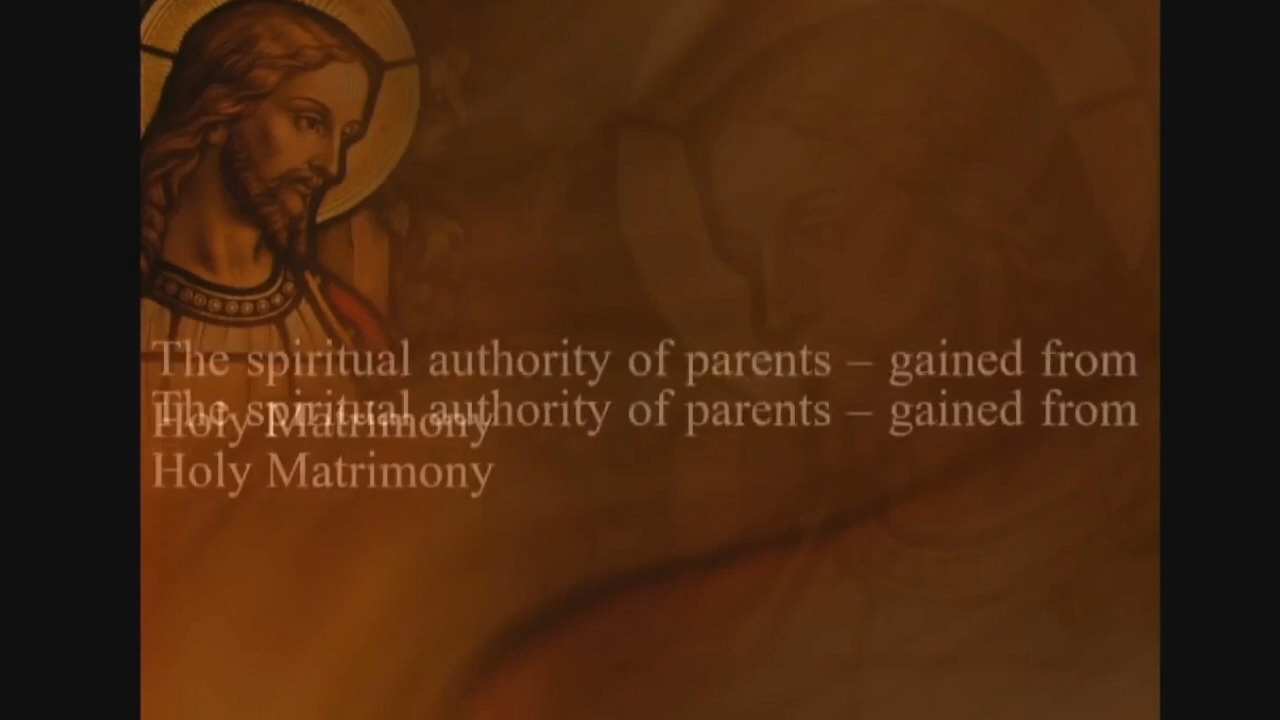 The spiritual authority of parents – gained from
The spiritual authority of parents – gained from
Holy Matrimony
Holy Matrimony